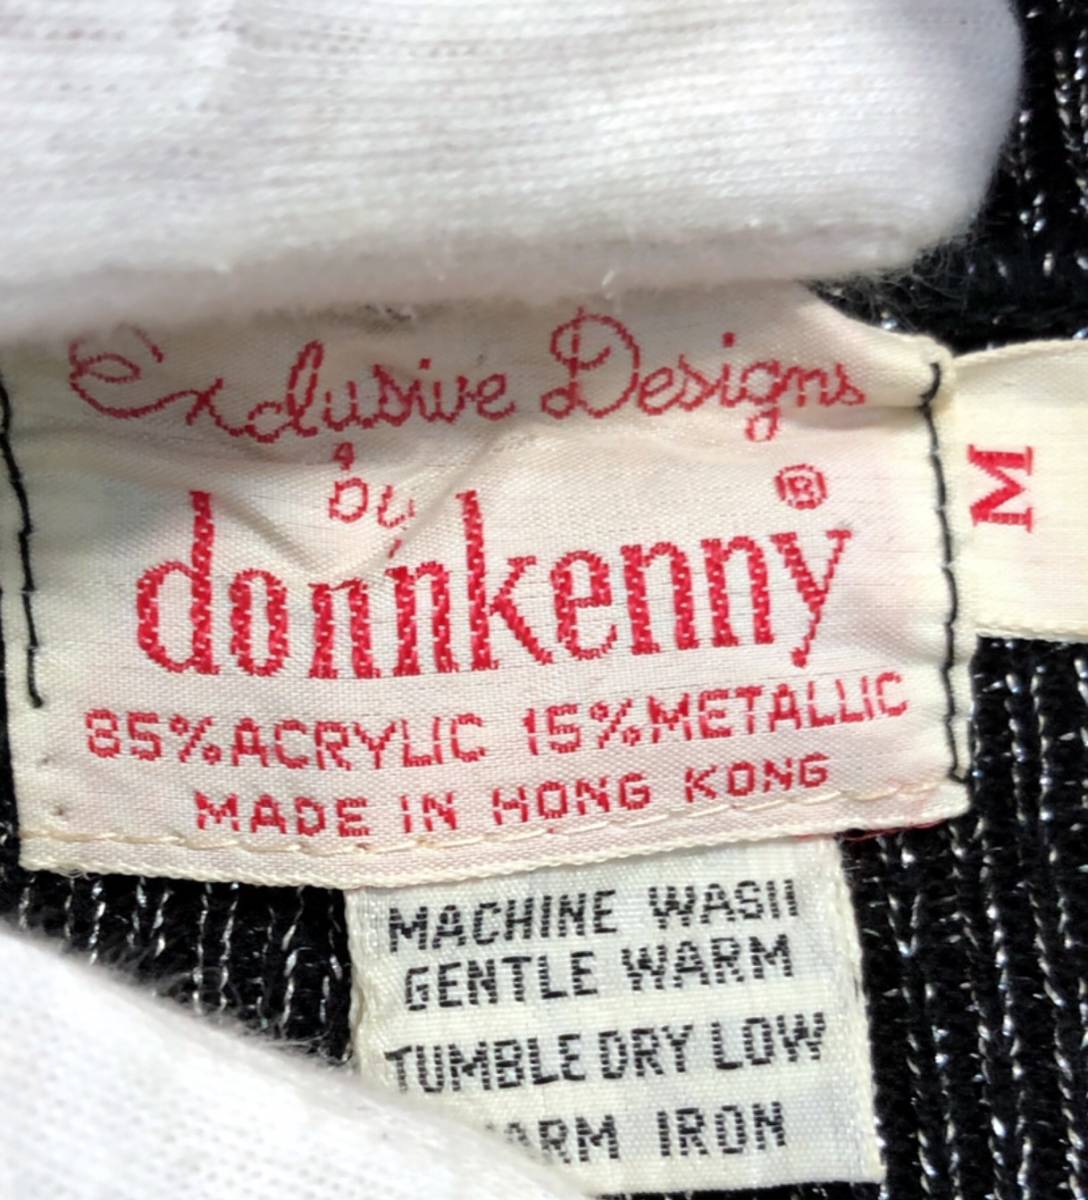 Exclusive Designs
by
donnkenny®
85% ACRYLIC 15% METALLIC
MADE IN HONG KONG
M
MACHINE WASH
GENTLE WARM
TUMBLE DRY LOW
IRON